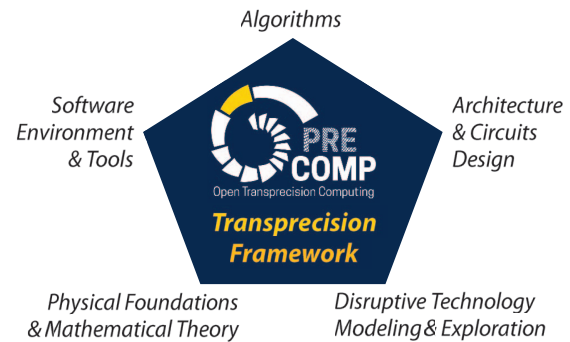 Algorithms
Software
Environment
& Tools
Architecture
& Circuits
Design
PRE
COMP
Open Transprecision Computing
Transprecision
Framework
Physical Foundations
& Mathematical Theory
Disruptive Technology
Modeling & Exploration